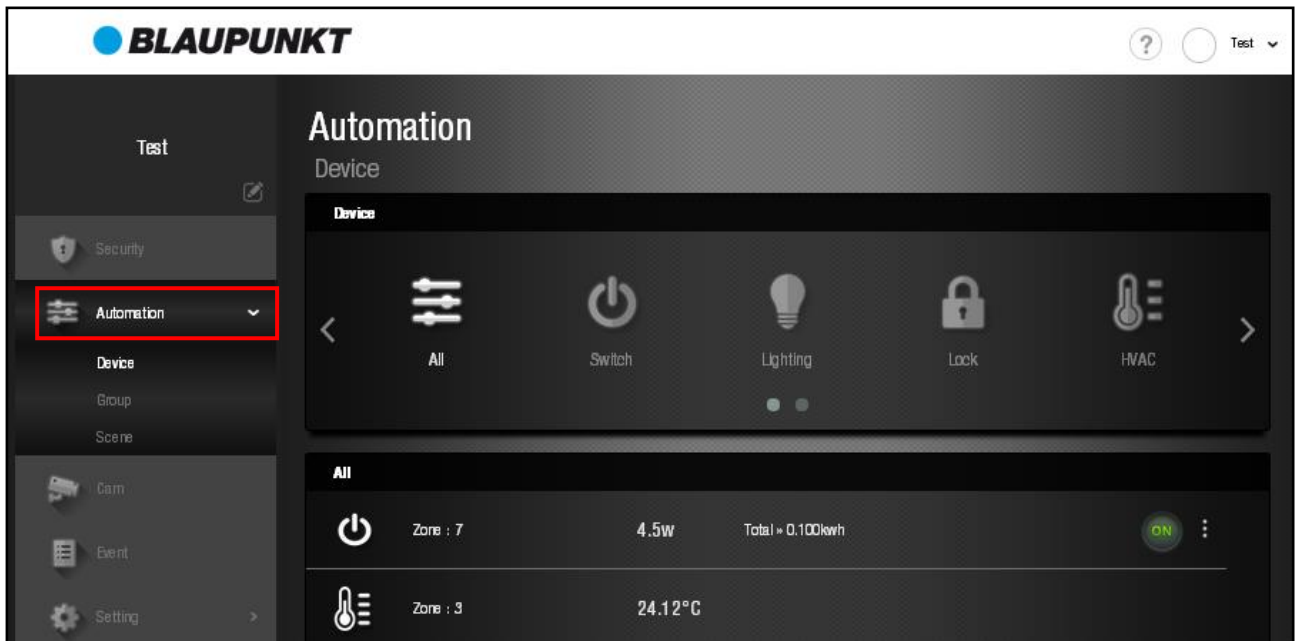 BLAUPUNKT
? Test
Test
Security
Automation
Device
Group
Scene
Cam
Event
Setting
Automation
Device
Device
All Switch Lighting Lock HVAC
All
Zone : 7 4.5w Total » 0.100kwh ON
Zone : 3 24.12°C